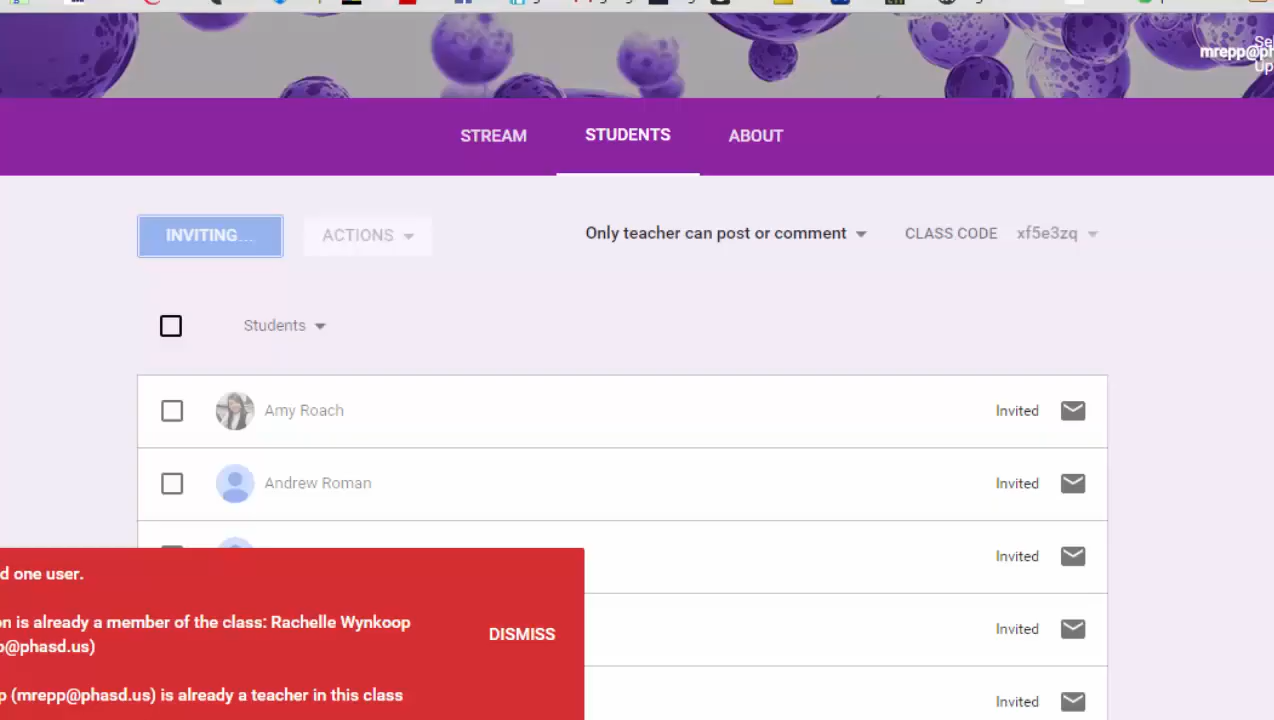 Sel
mrepp@ph
Up
STREAM
STUDENTS
ABOUT
INVITING...
ACTIONS
Only teacher can post or comment
CLASS CODE
xf5e3zq
Students
Amy Roach
Invited
Andrew Roman
Invited
Invited
Invited
Invited
d one user.
on is already a member of the class: Rachelle Wynkoop
p@phasd.us)
p (mrepp@phasd.us) is already a teacher in this class
DISMISS